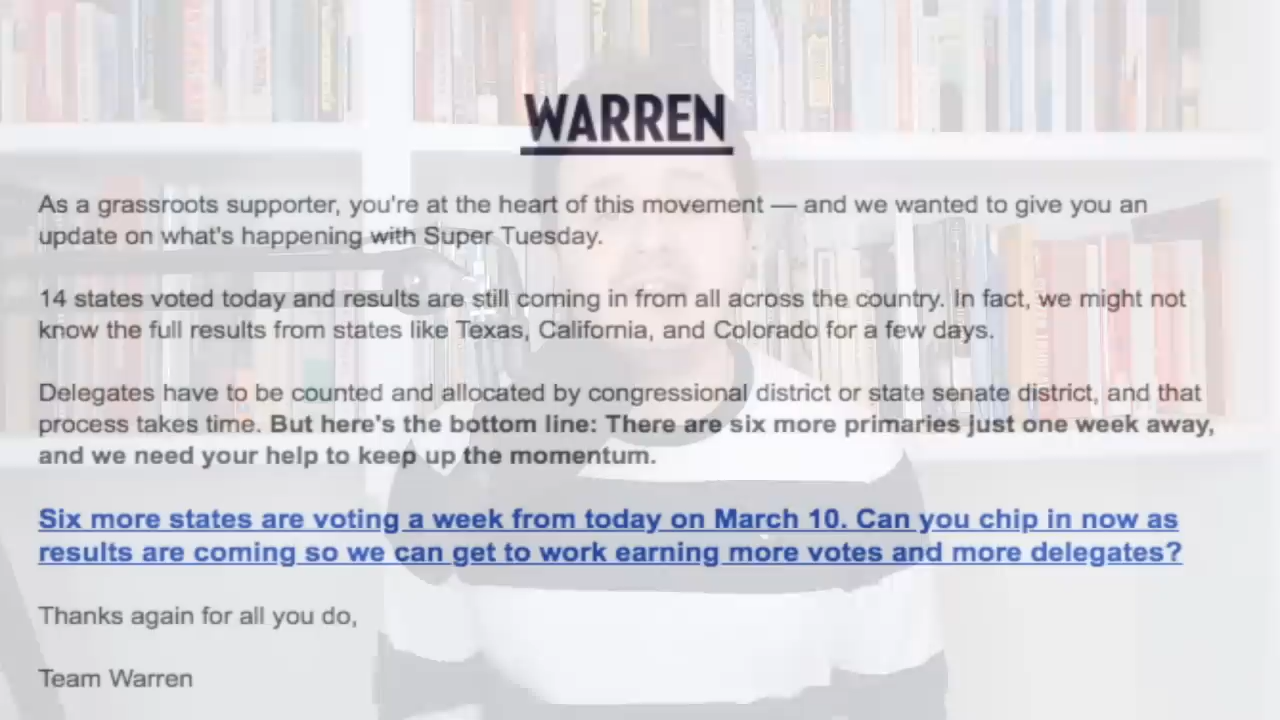 WARREN
As a grassroots supporter, you're at the heart of this movement — and we wanted to give you an
update on what's happening with Super Tuesday.
14 states voted today and results are still coming in from all across the country. In fact, we might not
know the full results from states like Texas, California, and Colorado for a few days.
Delegates have to be counted and allocated by congressional district or state senate district, and that
process takes time. But here's the bottom line: There are six more primaries just one week away,
and we need your help to keep up the momentum.
Six more states are voting a week from today on March 10. Can you chip in now as
results are coming so we can get to work earning more votes and more delegates?
Thanks again for all you do,
Team Warren